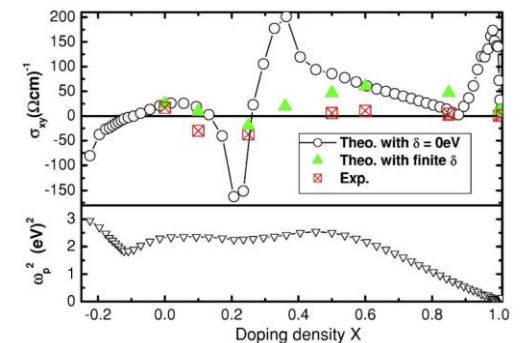 200
150
100
50
0
-50
-100
-150
σxy(Ωcm)⁻¹
Theo. with δ = 0eV
Theo. with finite δ
Exp.
3
2
1
0
ωp² (eV)²
-0.2 0.0 0.2 0.4 0.6 0.8 1.0
Doping density X